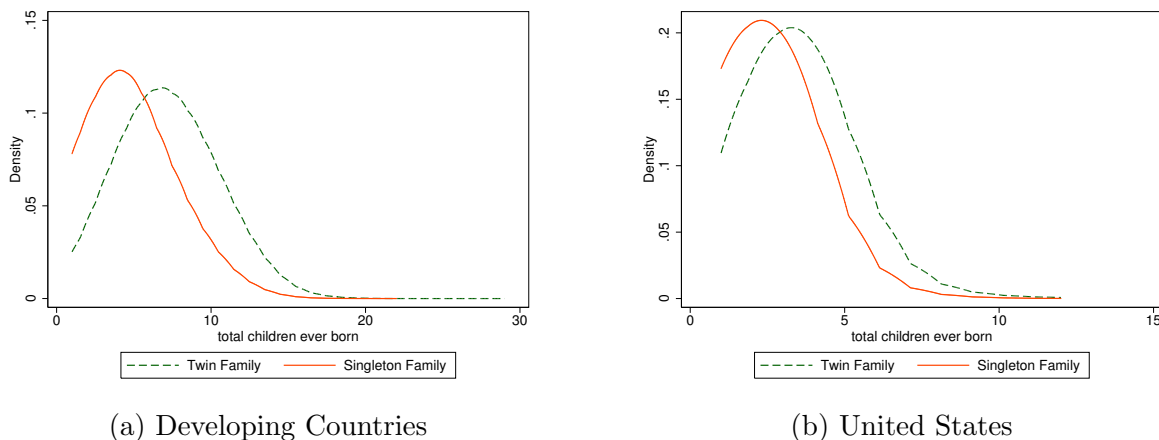 .15
.1
.05
0
Density
0 10 20 30
total children ever born
Twin Family Singleton Family
(a) Developing Countries
.2
.15
.1
.05
0
Density
0 5 10 15
total children ever born
Twin Family Singleton Family
(b) United States